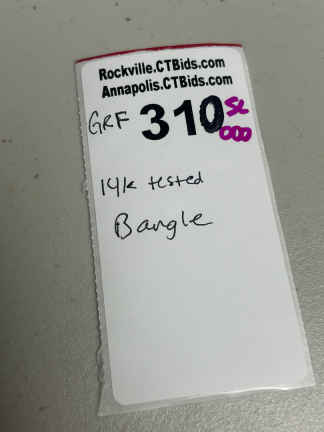 Rockville.CTBids.com
Annapolis.CTBids.com
GRF 310 SL
000
14k tested
Bangle